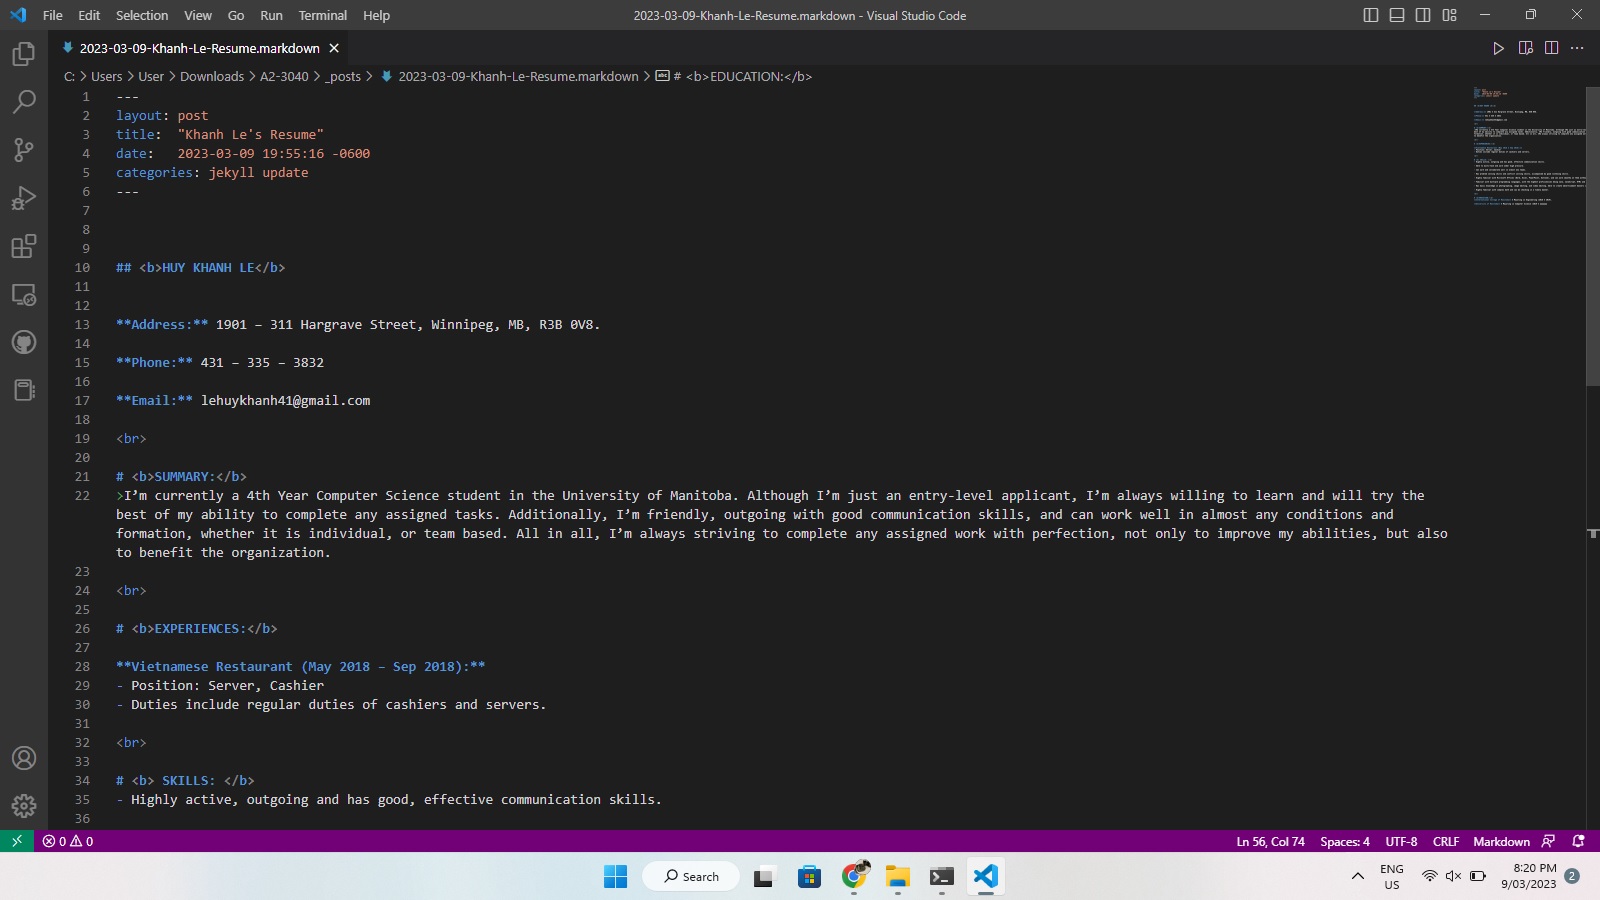 File Edit Selection View Go Run Terminal Help 2023-03-09-Khanh-Le-Resume.markdown - Visual Studio Code
2023-03-09-Khanh-Le-Resume.markdown
C: > Users > User > Downloads > A2-3040 > _posts > 2023-03-09-Khanh-Le-Resume.markdown > # <b>EDUCATION:</b>
1 ---
2 layout: post
3 title:  "Khanh Le's Resume"
4 date:   2023-03-09 19:55:16 -0600
5 categories: jekyll update
6 ---
7
8
9
10 ## <b>HUY KHANH LE</b>
11
12
13 **Address:** 1901 – 311 Hargrave Street, Winnipeg, MB, R3B 0V8.
14
15 **Phone:** 431 – 335 – 3832
16
17 **Email:** lehuykhanh41@gmail.com
18
19 <br>
20
21 # <b>SUMMARY:</b>
22 >I’m currently a 4th Year Computer Science student in the University of Manitoba. Although I’m just an entry-level applicant, I’m always willing to learn and will try the
best of my ability to complete any assigned tasks. Additionally, I’m friendly, outgoing with good communication skills, and can work well in almost any conditions and
formation, whether it is individual, or team based. All in all, I’m always striving to complete any assigned work with perfection, not only to improve my abilities, but also
to benefit the organization.
23
24 <br>
25
26 # <b>EXPERIENCES:</b>
27
28 **Vietnamese Restaurant (May 2018 – Sep 2018):**
29 - Position: Server, Cashier
30 - Duties include regular duties of cashiers and servers.
31
32 <br>
33
34 # <b> SKILLS: </b>
35 - Highly active, outgoing and has good, effective communication skills.
36
0 0 Ln 56, Col 74 Spaces: 4 UTF-8 CRLF Markdown
Search
ENG
US
8:20 PM
9/03/2023
2